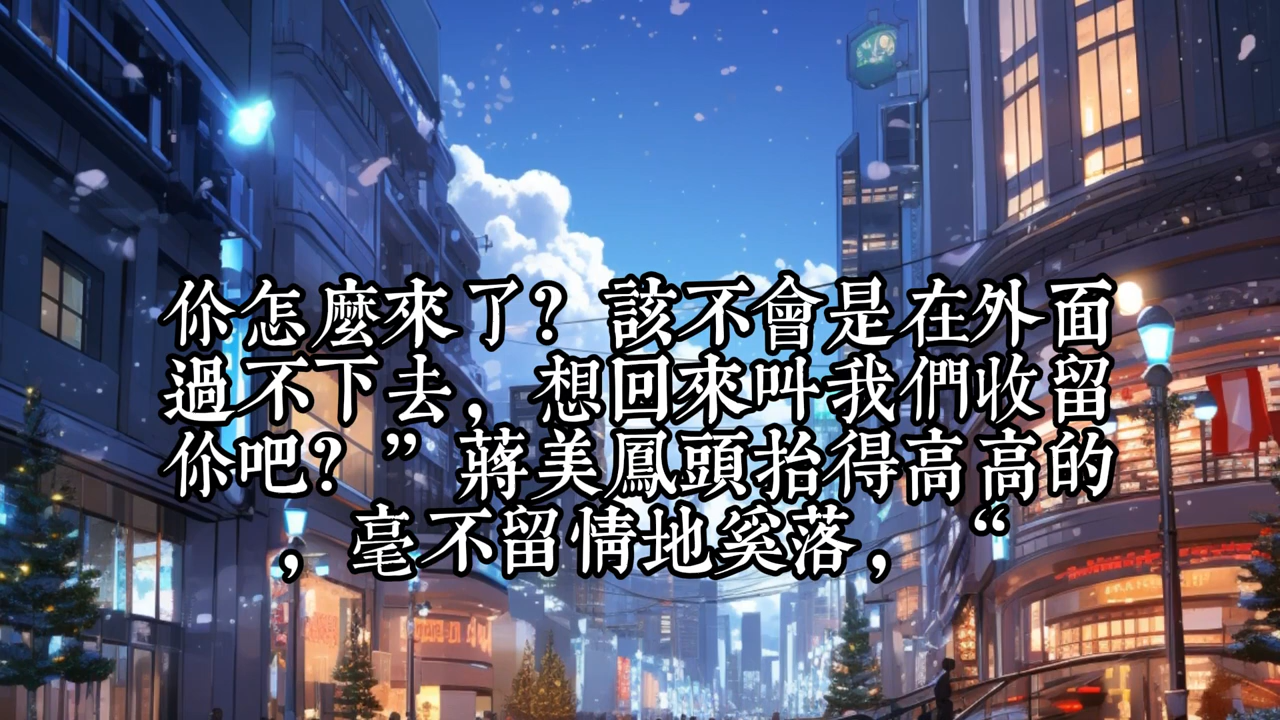 你怎麼來了？該不會是在外面
過不下去，想回來叫我們收留
你吧？”蔣美鳳頭抬得高高的
，毫不留情地奚落，“